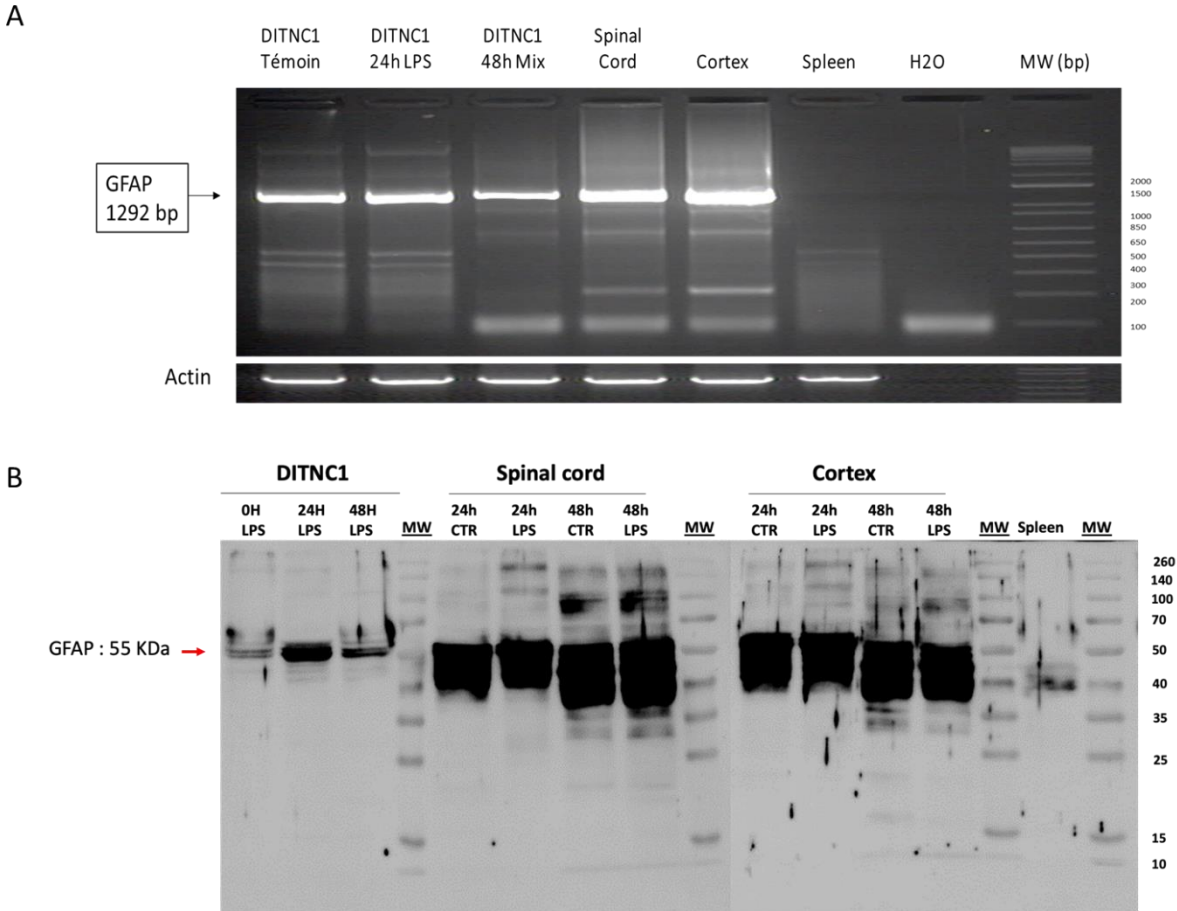 A
DITNC1 DITNC1 DITNC1 Spinal
Témoin 24h LPS 48h Mix Cord Cortex Spleen H2O MW (bp)
GFAP
1292 bp
2000
1500
1000
850
650
500
400
300
200
100
Actin
B
DITNC1 Spinal cord Cortex
0H 24H 48H 24h 24h 48h 48h 24h 24h 48h 48h
LPS LPS LPS MW CTR LPS CTR LPS MW CTR LPS CTR LPS MW Spleen MW
260
140
100
70
GFAP : 55 KDa 50
40
35
25
15
10